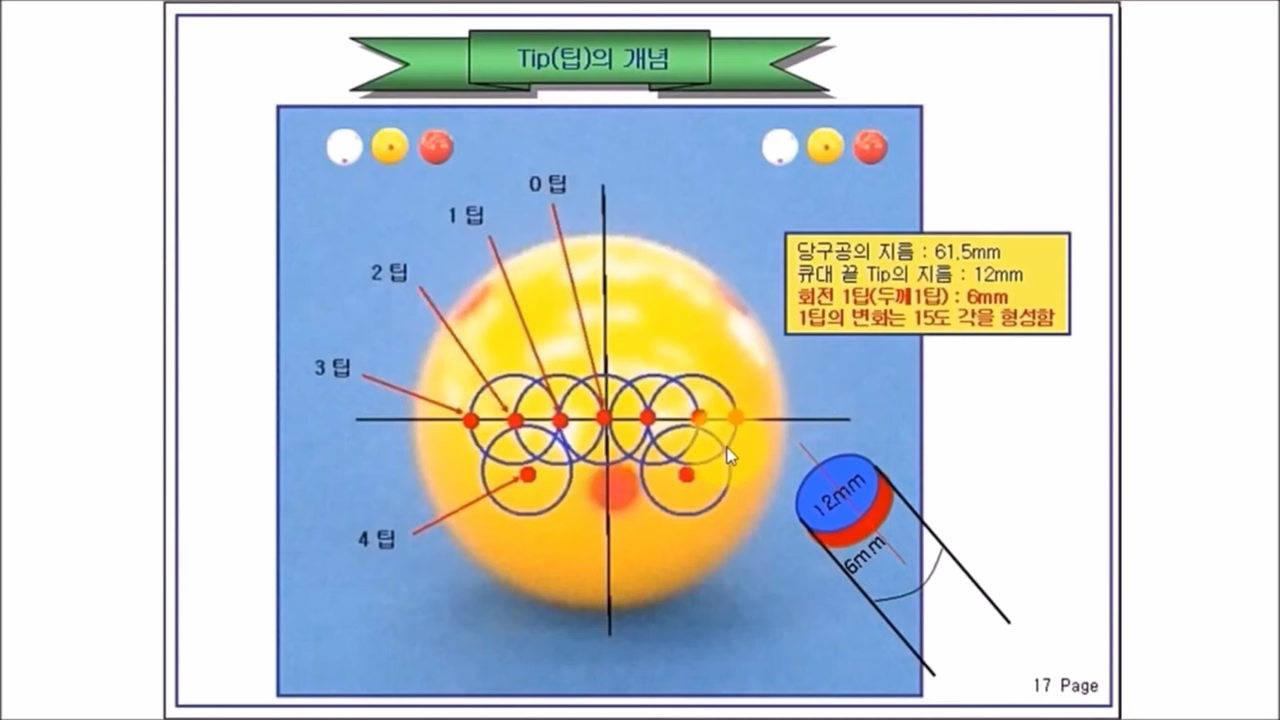 Tip(팁)의 개념
0 팁
1 팁
2 팁
3 팁
4 팁
당구공의 지름 : 61.5mm
큐대 끝 Tip의 지름 : 12mm
회전 1팁(두께1팁) : 6mm
1팁의 변화는 15도 각을 형성함
12mm
6mm
17 Page